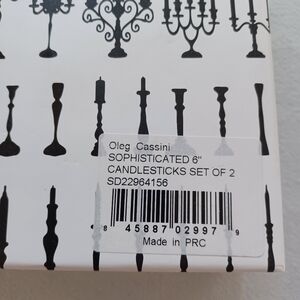 Oleg Cassini
SOPHISTICATED 6"
CANDLESTICKS SET OF 2
SD22964156
8 45887 02997 9
Made in PRC